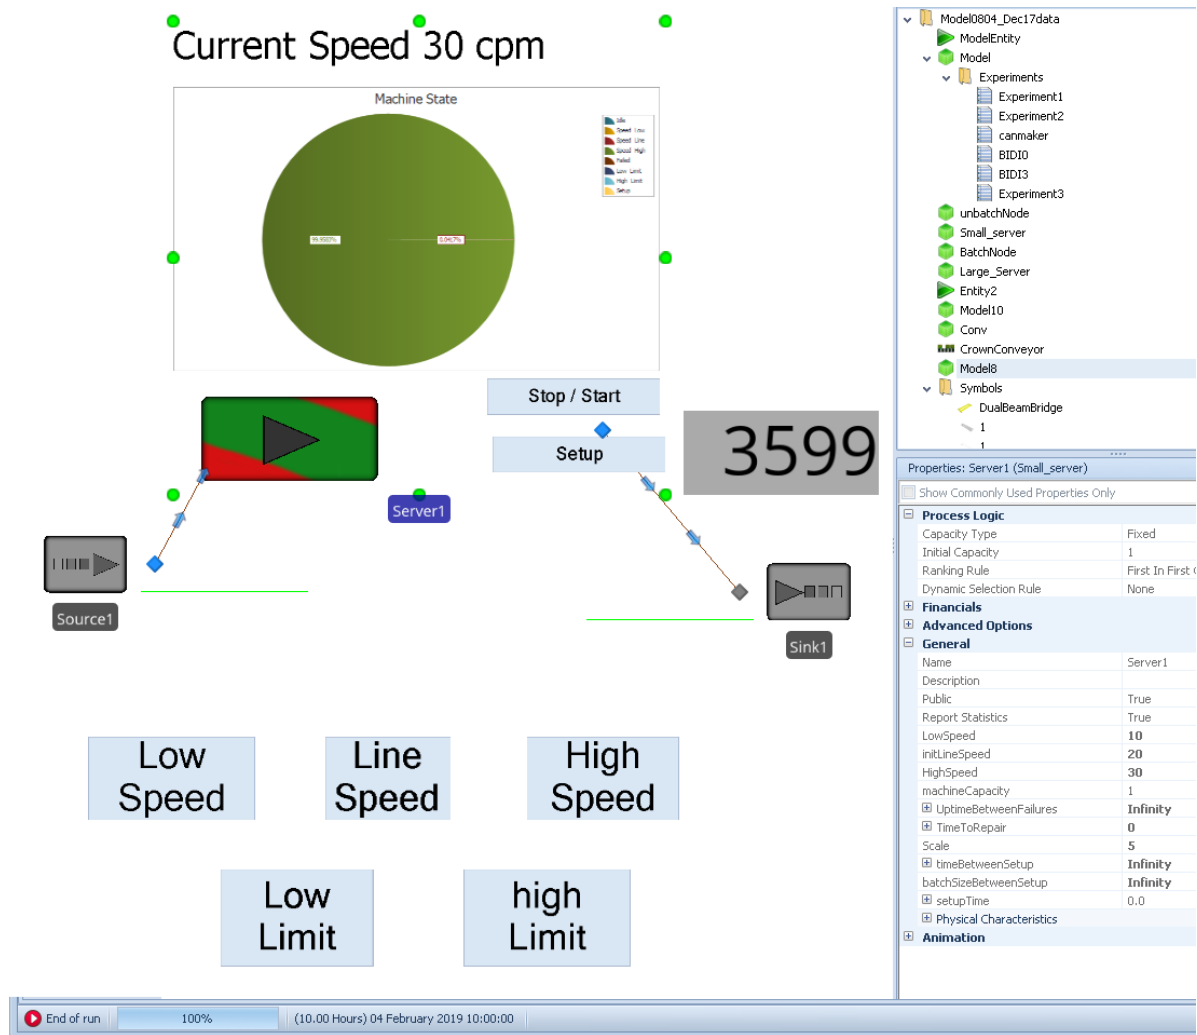 Current Speed 30 cpm
Machine State
Idle
Speed Low
Speed Line
Speed High
Failed
Low Limit
High Limit
Setup
0.0417%
Stop / Start
Setup
3599
Server1
Source1
Sink1
Low
Speed
Line
Speed
High
Speed
Low
Limit
high
Limit
Model0804_Dec17data
ModelEntity
Model
Experiments
Experiment1
Experiment2
canmaker
BIDI0
BIDI3
Experiment3
unbatchNode
Small_server
BatchNode
Large_Server
Entity2
Model10
Conv
CrownConveyor
Model8
Symbols
DualBeamBridge
1
1
Properties: Server1 (Small_server)
Show Commonly Used Properties Only
Process Logic
Capacity Type Fixed
Initial Capacity 1
Ranking Rule First In First
Dynamic Selection Rule None
Financials
Advanced Options
General
Name Server1
Description
Public True
Report Statistics True
LowSpeed 10
initLineSpeed 20
HighSpeed 30
machineCapacity 1
UptimeBetweenFailures Infinity
TimeToRepair 0
Scale 5
timeBetweenSetup Infinity
batchSizeBetweenSetup Infinity
setupTime 0.0
Physical Characteristics
Animation
End of run 100% (10.00 Hours) 04 February 2019 10:00:00